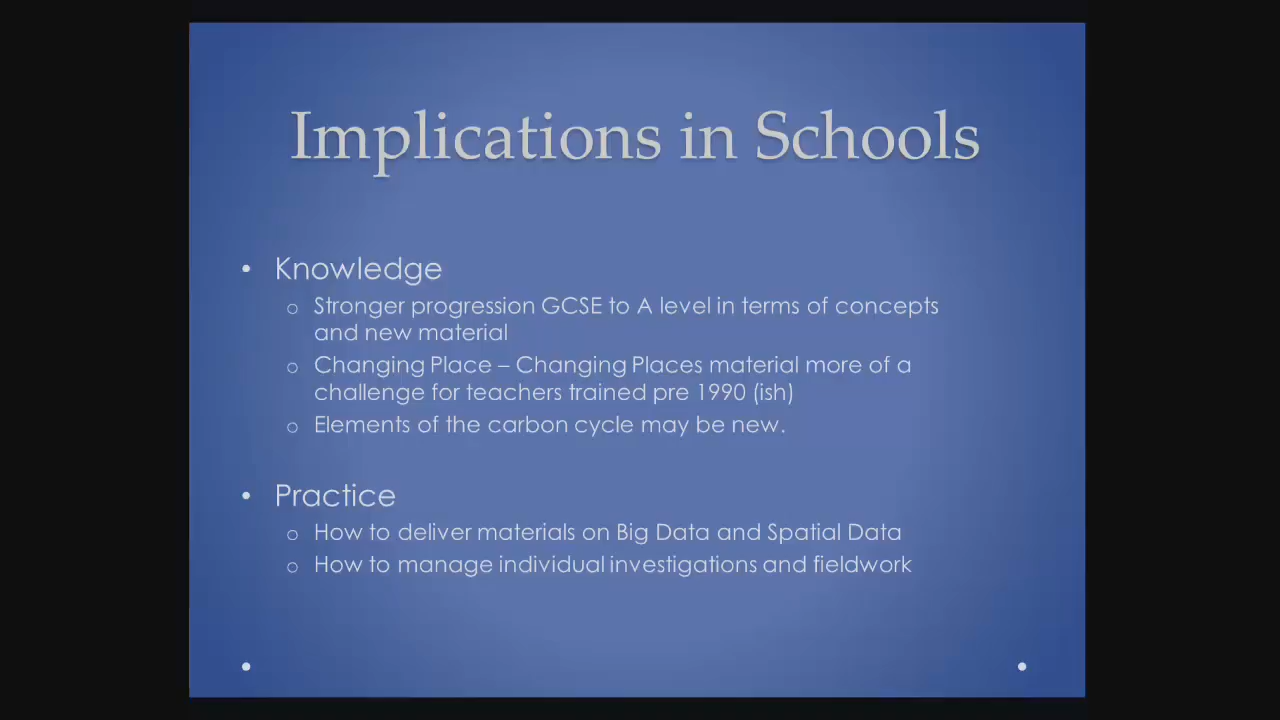 Implications in Schools
• Knowledge
o Stronger progression GCSE to A level in terms of concepts
and new material
o Changing Place – Changing Places material more of a
challenge for teachers trained pre 1990 (ish)
o Elements of the carbon cycle may be new.
• Practice
o How to deliver materials on Big Data and Spatial Data
o How to manage individual investigations and fieldwork